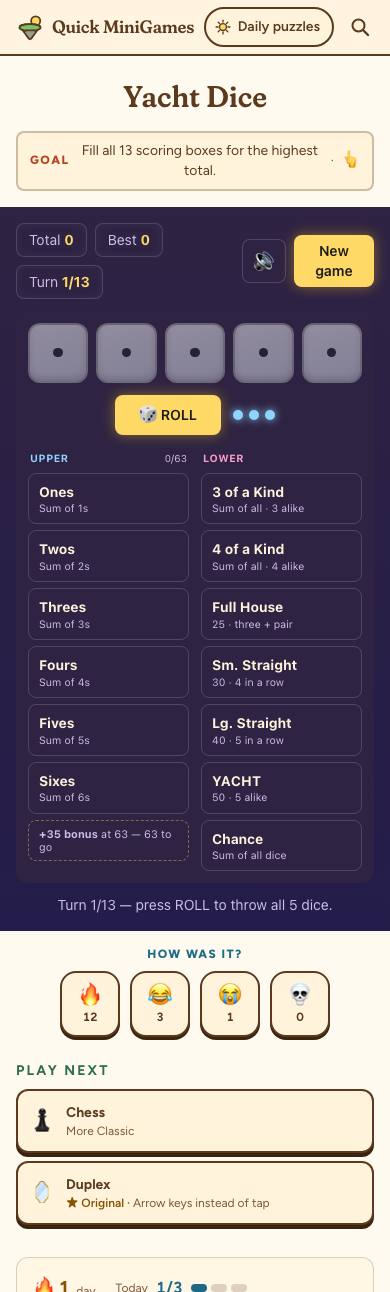 Quick MiniGames
Daily puzzles
Yacht Dice
GOAL
Fill all 13 scoring boxes for the highest
total.
Total 0
Best 0
Turn 1/13
New
game
ROLL
UPPER 0/63
LOWER
Ones
Sum of 1s
3 of a Kind
Sum of all · 3 alike
Twos
Sum of 2s
4 of a Kind
Sum of all · 4 alike
Threes
Sum of 3s
Full House
25 · three + pair
Fours
Sum of 4s
Sm. Straight
30 · 4 in a row
Fives
Sum of 5s
Lg. Straight
40 · 5 in a row
Sixes
Sum of 6s
YACHT
50 · 5 alike
+35 bonus at 63 — 63 to
go
Chance
Sum of all dice
Turn 1/13 — press ROLL to throw all 5 dice.
HOW WAS IT?
12
3
1
0
PLAY NEXT
Chess
More Classic
Duplex
★ Original · Arrow keys instead of tap
1 day
Today 1/3